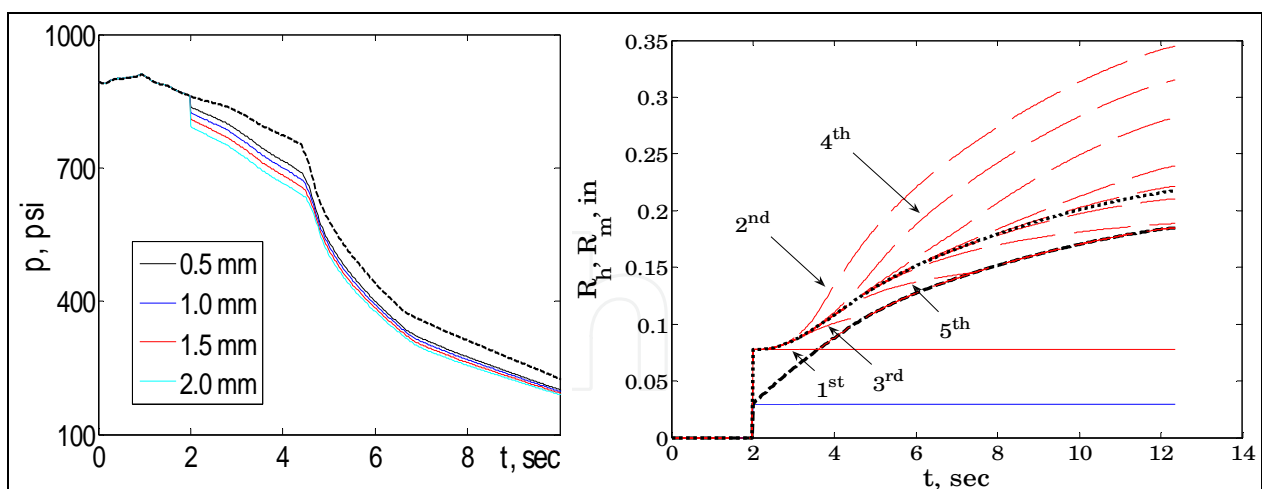 1000
700
400
100
p, psi
0.5 mm
1.0 mm
1.5 mm
2.0 mm
0 2 4 6 8 t, sec
0.35
0.3
0.25
0.2
0.15
0.1
0.05
0
R_h, R_m, in
4th
2nd
5th
1st 3rd
0 2 4 6 8 10 12 14
t, sec